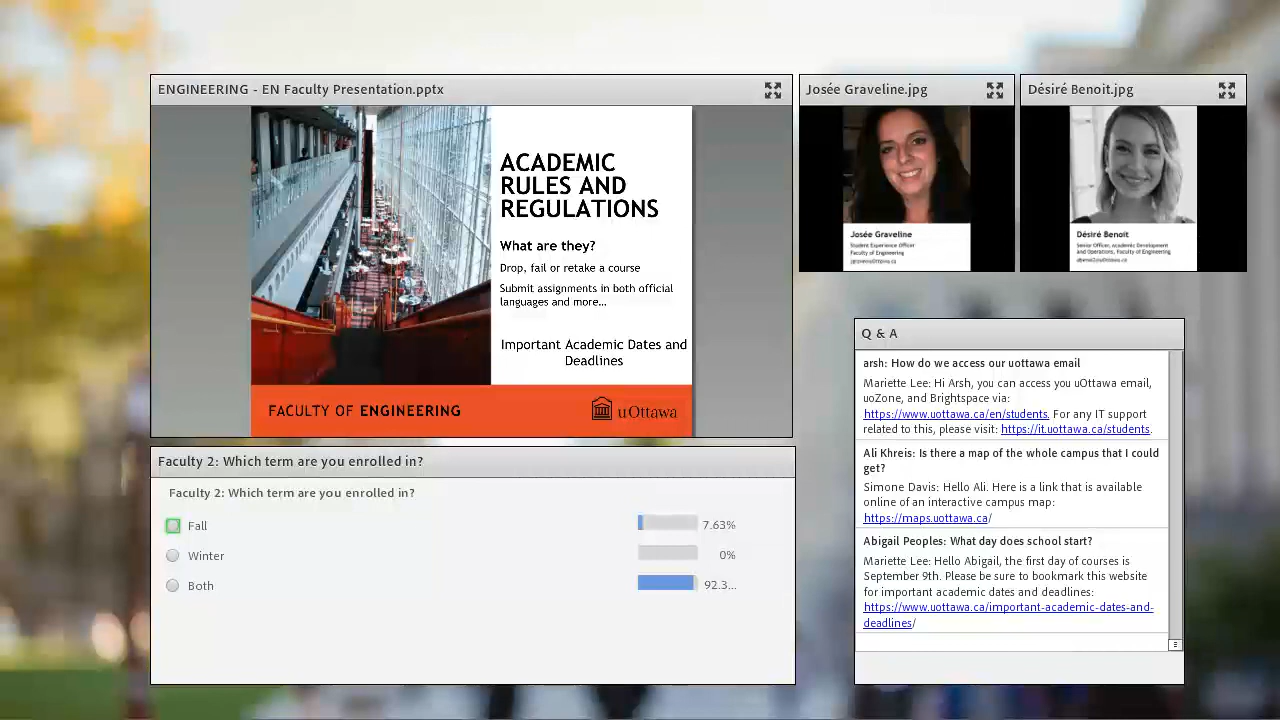 ENGINEERING - EN Faculty Presentation.pptx
ACADEMIC
RULES AND
REGULATIONS
What are they?
Drop, fail or retake a course
Submit assignments in both official
languages and more...
Important Academic Dates and
Deadlines
FACULTY OF ENGINEERING
uOttawa
Josée Graveline.jpg
Josée Graveline
Student Experience Officer
Faculty of Engineering
Désiré Benoit.jpg
Désiré Benoit
Senior Officer, Academic Development
and Operations, Faculty of Engineering
Faculty 2: Which term are you enrolled in?
Faculty 2: Which term are you enrolled in?
Fall 7.63%
Winter 0%
Both 92.3...
Q & A
arsh: How do we access our uottawa email
Mariette Lee: Hi Arsh, you can access you uOttawa email,
uoZone, and Brightspace via:
https://www.uottawa.ca/en/students. For any IT support
related to this, please visit: https://it.uottawa.ca/students.
Ali Khreis: Is there a map of the whole campus that I could
get?
Simone Davis: Hello Ali. Here is a link that is available
online of an interactive campus map:
https://maps.uottawa.ca/
Abigail Peoples: What day does school start?
Mariette Lee: Hello Abigail, the first day of courses is
September 9th. Please be sure to bookmark this website
for important academic dates and deadlines:
https://www.uottawa.ca/important-academic-dates-and-
deadlines/